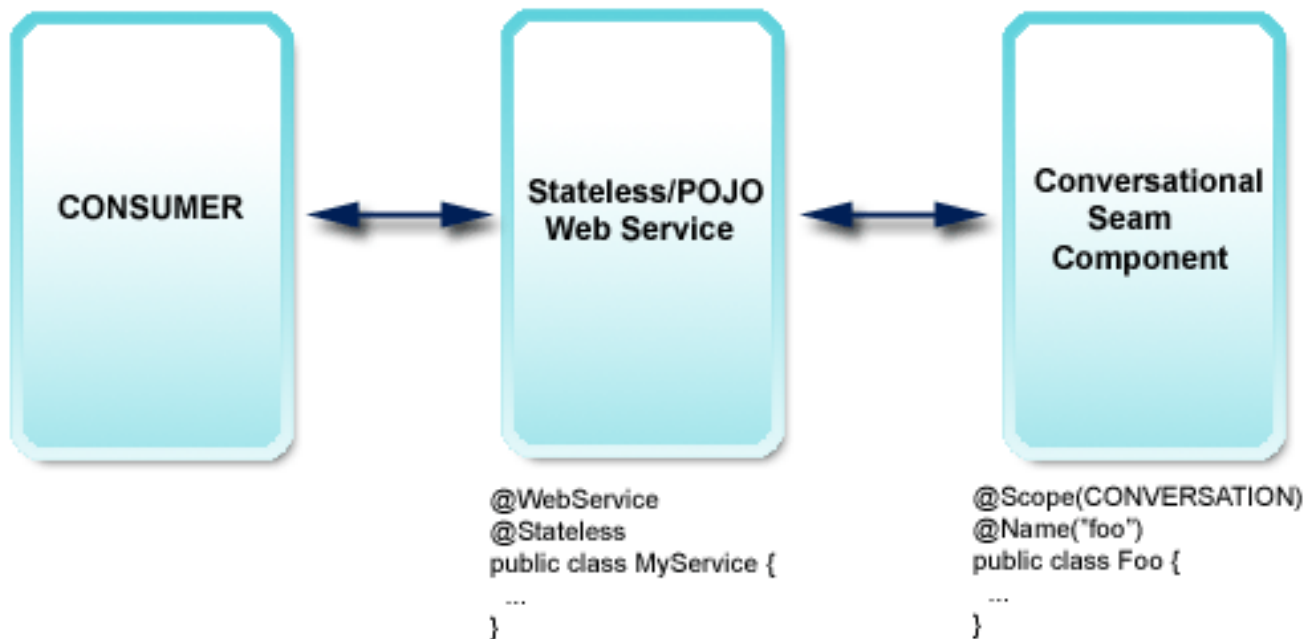 CONSUMER
Stateless/POJO
Web Service
Conversational
Seam
Component
@WebService
@Stateless
public class MyService {
...
}
@Scope(CONVERSATION)
@Name("foo")
public class Foo {
...
}